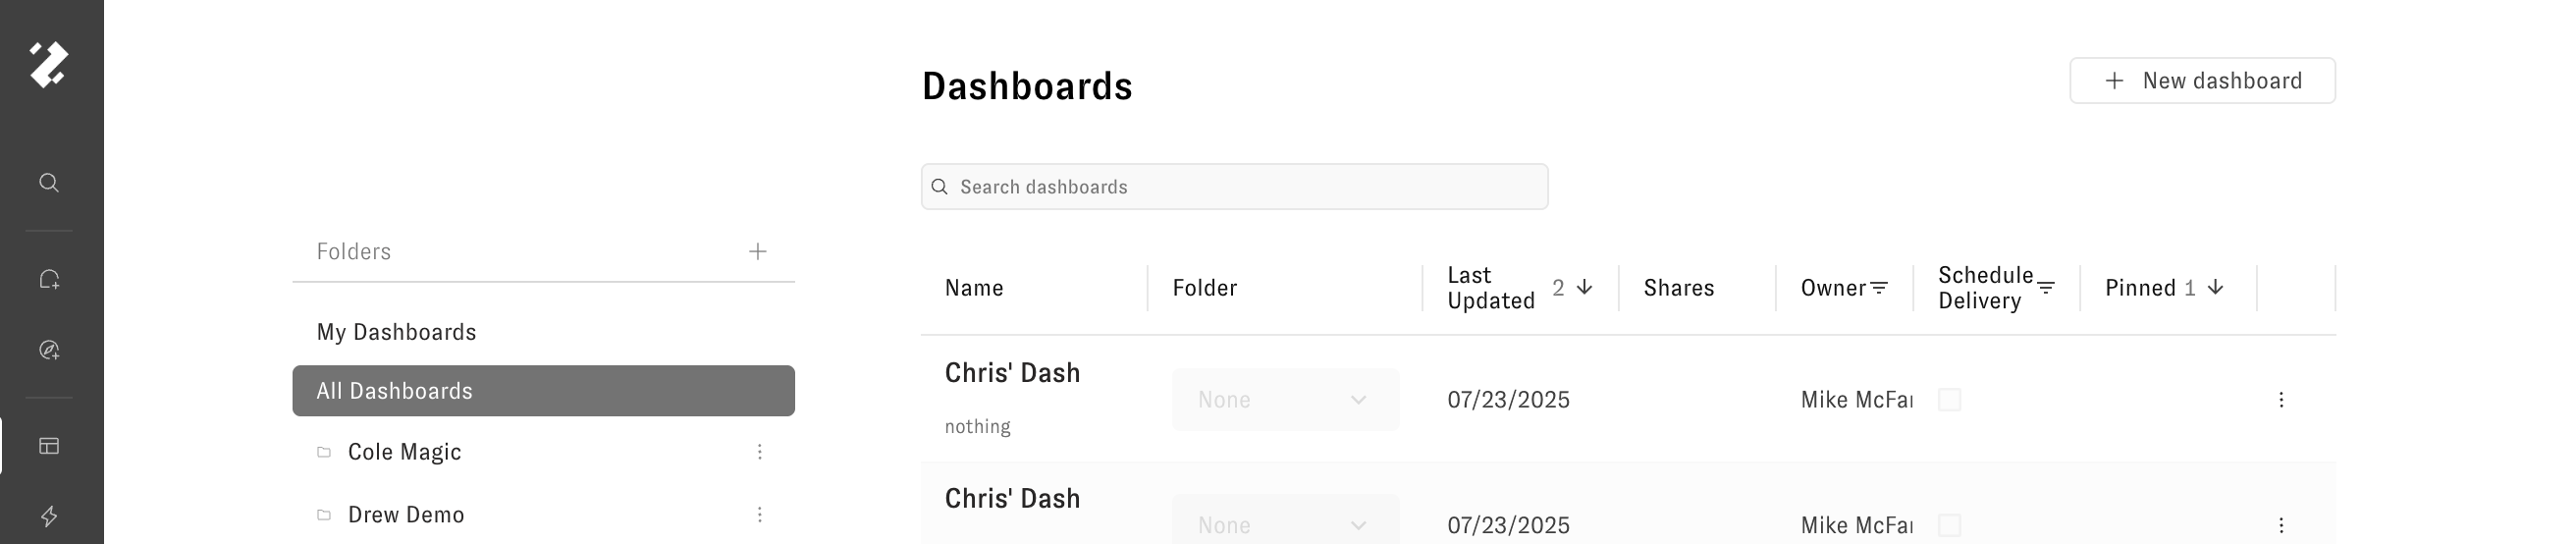 Dashboards
New dashboard
Search dashboards
Folders
My Dashboards
All Dashboards
Cole Magic
Drew Demo
Name Folder Last Updated 2 Shares Owner Schedule Delivery Pinned 1
Chris' Dash
nothing
None 07/23/2025 Mike McFa
Chris' Dash
None 07/23/2025 Mike McFa